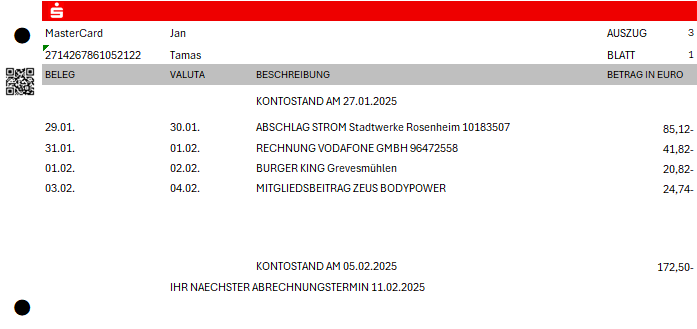 MasterCard Jan AUSZUG 3
2714267861052122 Tamas BLATT 1
BELEG VALUTA BESCHREIBUNG BETRAG IN EURO
KONTOSTAND AM 27.01.2025
29.01. 30.01. ABSCHLAG STROM Stadtwerke Rosenheim 10183507 85,12-
31.01. 01.02. RECHNUNG VODAFONE GMBH 96472558 41,82-
01.02. 02.02. BURGER KING Grevesmühlen 20,82-
03.02. 04.02. MITGLIEDSBEITRAG ZEUS BODYPOWER 24,74-
KONTOSTAND AM 05.02.2025 172,50-
IHR NAECHSTER ABRECHNUNGSTERMIN 11.02.2025